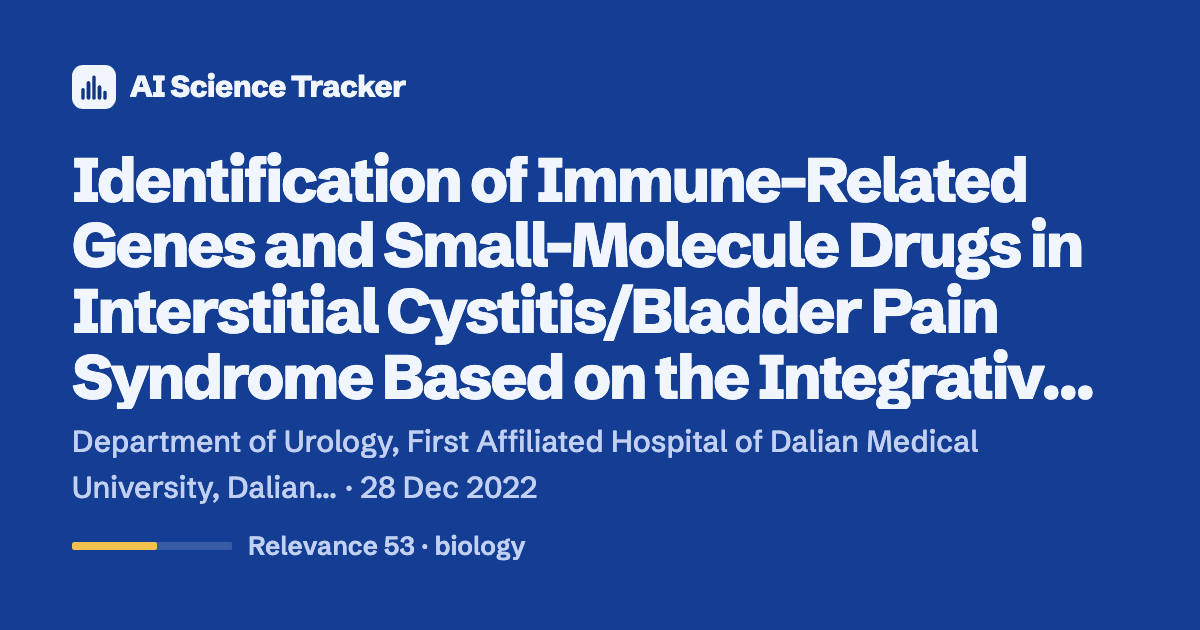 AI Science Tracker
Identification of Immune-Related
Genes and Small-Molecule Drugs in
Interstitial Cystitis/Bladder Pain
Syndrome Based on the Integrativ...
Department of Urology, First Affiliated Hospital of Dalian Medical
University, Dalian... · 28 Dec 2022
Relevance 53 · biology